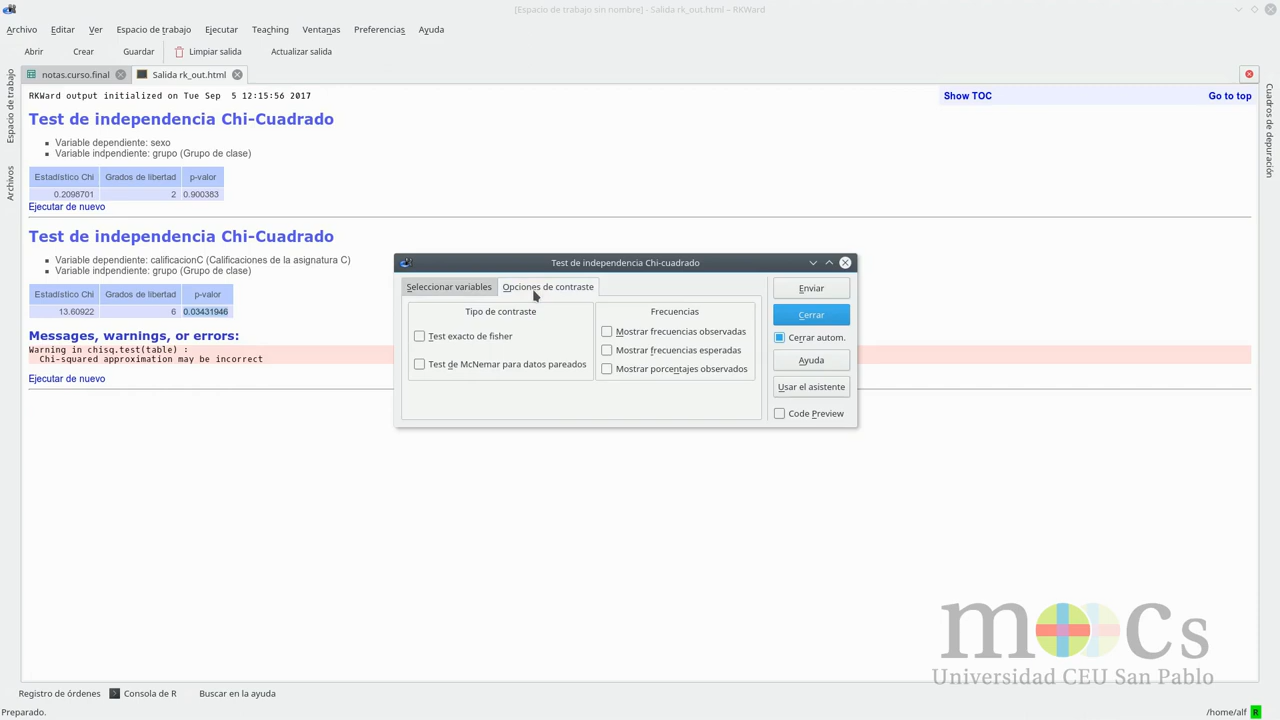 [Espacio de trabajo sin nombre] - Salida rk_out.html – RKWard
Archivo Editar Ver Espacio de trabajo Ejecutar Teaching Ventanas Preferencias Ayuda
Abrir Crear Guardar Limpiar salida Actualizar salida
notas.curso.final Salida rk_out.html
Espacio de trabajo
Archivos
Cuadros de depuración
RKWard output initialized on Tue Sep 5 12:15:56 2017
Show TOC Go to top
Test de independencia Chi-Cuadrado
Variable dependiente: sexo
Variable indpendiente: grupo (Grupo de clase)
Estadístico Chi Grados de libertad p-valor
0.2098701 2 0.900383
Ejecutar de nuevo
Test de independencia Chi-Cuadrado
Variable dependiente: calificacionC (Calificaciones de la asignatura C)
Variable indpendiente: grupo (Grupo de clase)
Estadístico Chi Grados de libertad p-valor
13.60922 6 0.03431946
Messages, warnings, or errors:
Warning in chisq.test(table) :
Chi-squared approximation may be incorrect
Ejecutar de nuevo
Test de independencia Chi-cuadrado
Seleccionar variables Opciones de contraste
Tipo de contraste
Test exacto de fisher
Test de McNemar para datos pareados
Frecuencias
Mostrar frecuencias observadas
Mostrar frecuencias esperadas
Mostrar porcentajes observados
Enviar
Cerrar
Cerrar autom.
Ayuda
Usar el asistente
Code Preview
moocs
Universidad CEU San Pablo
Registro de órdenes Consola de R Buscar en la ayuda
Preparado. /home/alf R